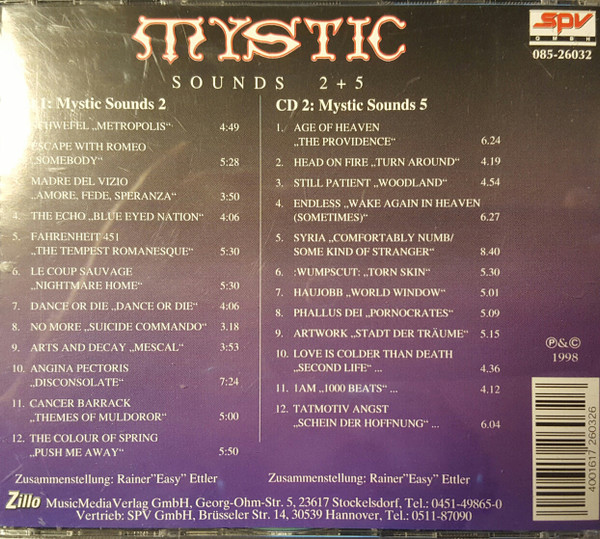 MYSTIC
SOUNDS 2 + 5
spv
GMBH
085-26032
1: Mystic Sounds 2
SCHWEFEL „METROPOLIS“ 4:49
ESCAPE WITH ROMEO
„SOMEBODY“ 5:28
MADRE DEL VIZIO
„AMORE, FEDE, SPERANZA“ 3:50
4. THE ECHO „BLUE EYED NATION“ 4:06
5. FAHRENHEIT 451
„THE TEMPEST ROMANESQUE“ 5:30
6. LE COUP SAUVAGE
„NIGHTMARE HOME“ 5:30
7. DANCE OR DIE „DANCE OR DIE“ 4:06
8. NO MORE „SUICIDE COMMANDO“ 3.18
9. ARTS AND DECAY „MESCAL“ 3:53
10. ANGINA PECTORIS
„DISCONSOLATE“ 7:24
11. CANCER BARRACK
„THEMES OF MULDOROR“ 5:00
12. THE COLOUR OF SPRING
„PUSH ME AWAY“ 5:50
Zusammenstellung: Rainer"Easy" Ettler
CD 2: Mystic Sounds 5
1. AGE OF HEAVEN
„THE PROVIDENCE“ 6.24
2. HEAD ON FIRE „TURN AROUND“ 4.19
3. STILL PATIENT „WOODLAND“ 4.54
4. ENDLESS „WAKE AGAIN IN HEAVEN
(SOMETIMES)“ 6.27
5. SYRIA „COMFORTABLY NUMB/
SOME KIND OF STRANGER“ 8.40
6. :WUMPSCUT: „TORN SKIN“ 5.30
7. HAUJOBB „WORLD WINDOW“ 5.01
8. PHALLUS DEI „PORNOCRATES“ 5.09
9. ARTWORK „STADT DER TRÄUME“ 5.15
10. LOVE IS COLDER THAN DEATH
„SECOND LIFE“ ... 4.36
11. 1AM „1000 BEATS“ ... 4.12
12. TATMOTIV ANGST
„SCHEIN DER HOFFNUNG“ ... 6.04
Zusammenstellung: Rainer"Easy" Ettler
℗&©
1998
4001617 260326
Zillo MusicMediaVerlag GmbH, Georg-Ohm-Str. 5, 23617 Stockelsdorf, Tel.: 0451-49865-0
Vertrieb: SPV GmbH, Brüsseler Str. 14, 30539 Hannover, Tel.: 0511-87090